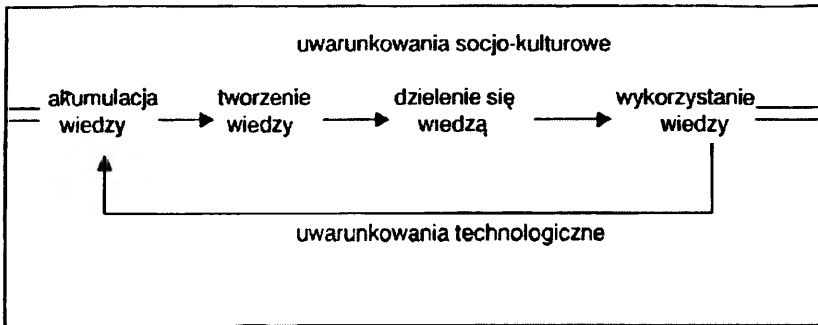 uwarunkowania socjo-kulturowe
akumulacja tworzenie dzielenie się wykorzystanie
wiedzy wiedzy wiedzą wiedzy
uwarunkowania technologiczne